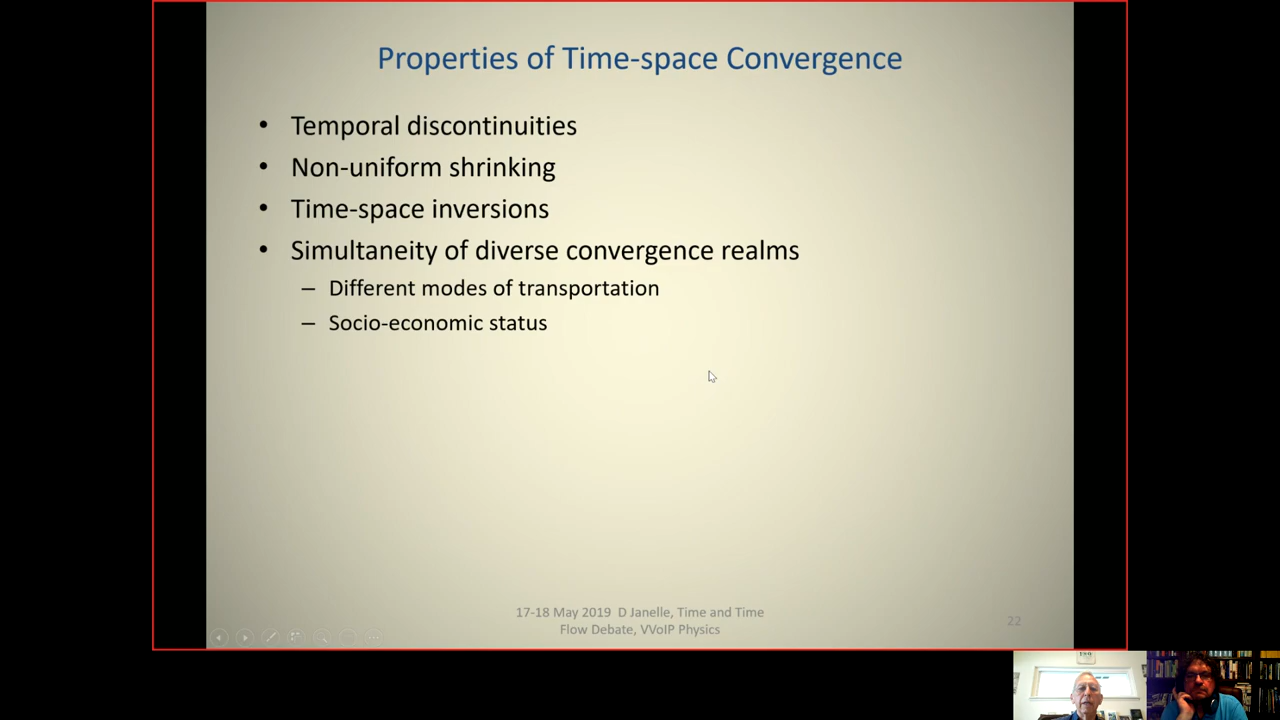 Properties of Time-space Convergence
• Temporal discontinuities
• Non-uniform shrinking
• Time-space inversions
• Simultaneity of diverse convergence realms
– Different modes of transportation
– Socio-economic status
17-18 May 2019 D Janelle, Time and Time
Flow Debate, VVoIP Physics
22